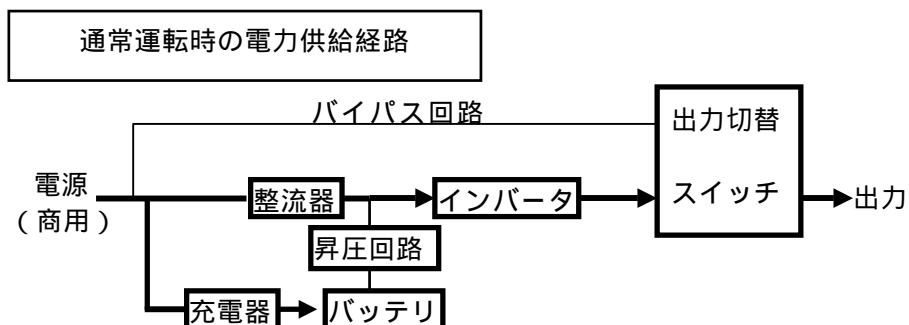 通常運転時の電力供給経路
バイパス回路
出力切替
スイッチ
電源
(商用)
整流器
インバータ
出力
昇圧回路
充電器
バッテリ